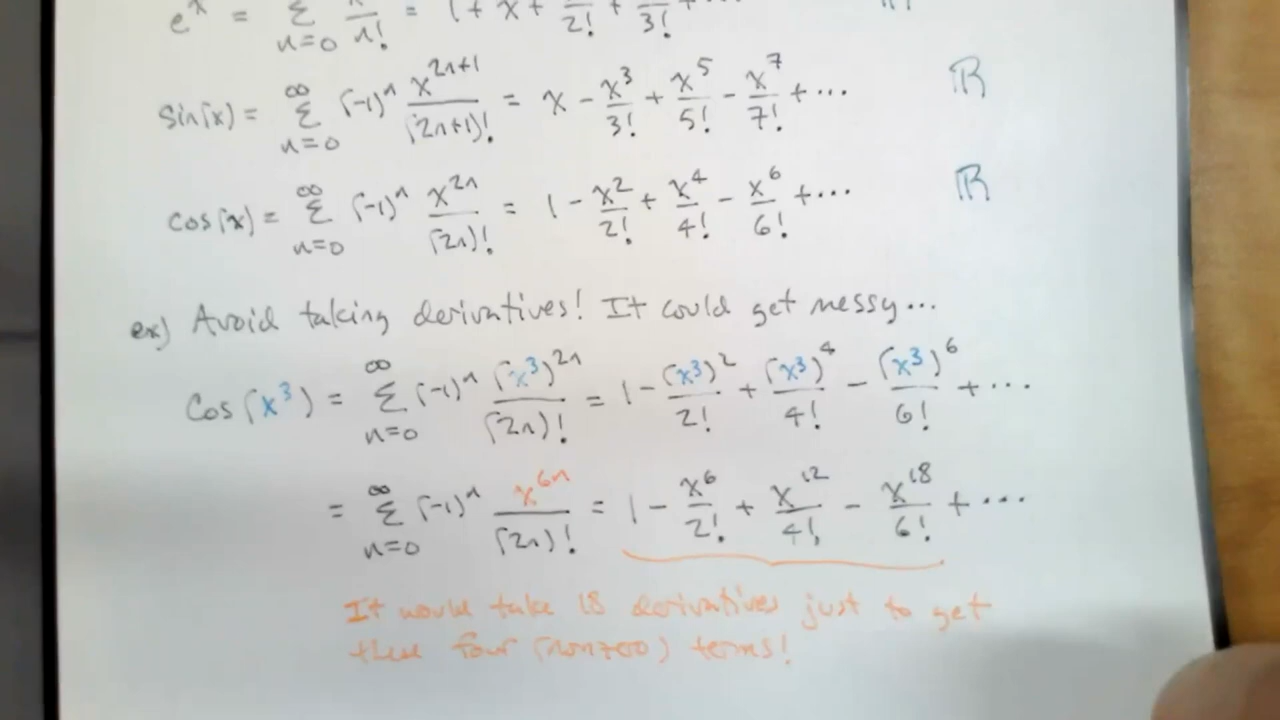 e^x = Σ n=0 x/n! = 1 + x + /2! + /3! + ... ℝ
sin(x) = Σ_{n=0}^{∞} (-1)^n x^{2n+1}/(2n+1)! = x - x^3/3! + x^5/5! - x^7/7! + ... ℝ
cos(x) = Σ_{n=0}^{∞} (-1)^n x^{2n}/(2n)! = 1 - x^2/2! + x^4/4! - x^6/6! + ... ℝ
ex) Avoid taking derivatives! It could get messy...
Cos(x^3) = Σ_{n=0}^{∞} (-1)^n (x^3)^{2n}/(2n)! = 1 - (x^3)^2/2! + (x^3)^4/4! - (x^3)^6/6! + ...
= Σ_{n=0}^{∞} (-1)^n x^{6n}/(2n)! = 1 - x^6/2! + x^12/4! - x^18/6! + ...
It would take 18 derivatives just to get
these four (nonzero) terms!